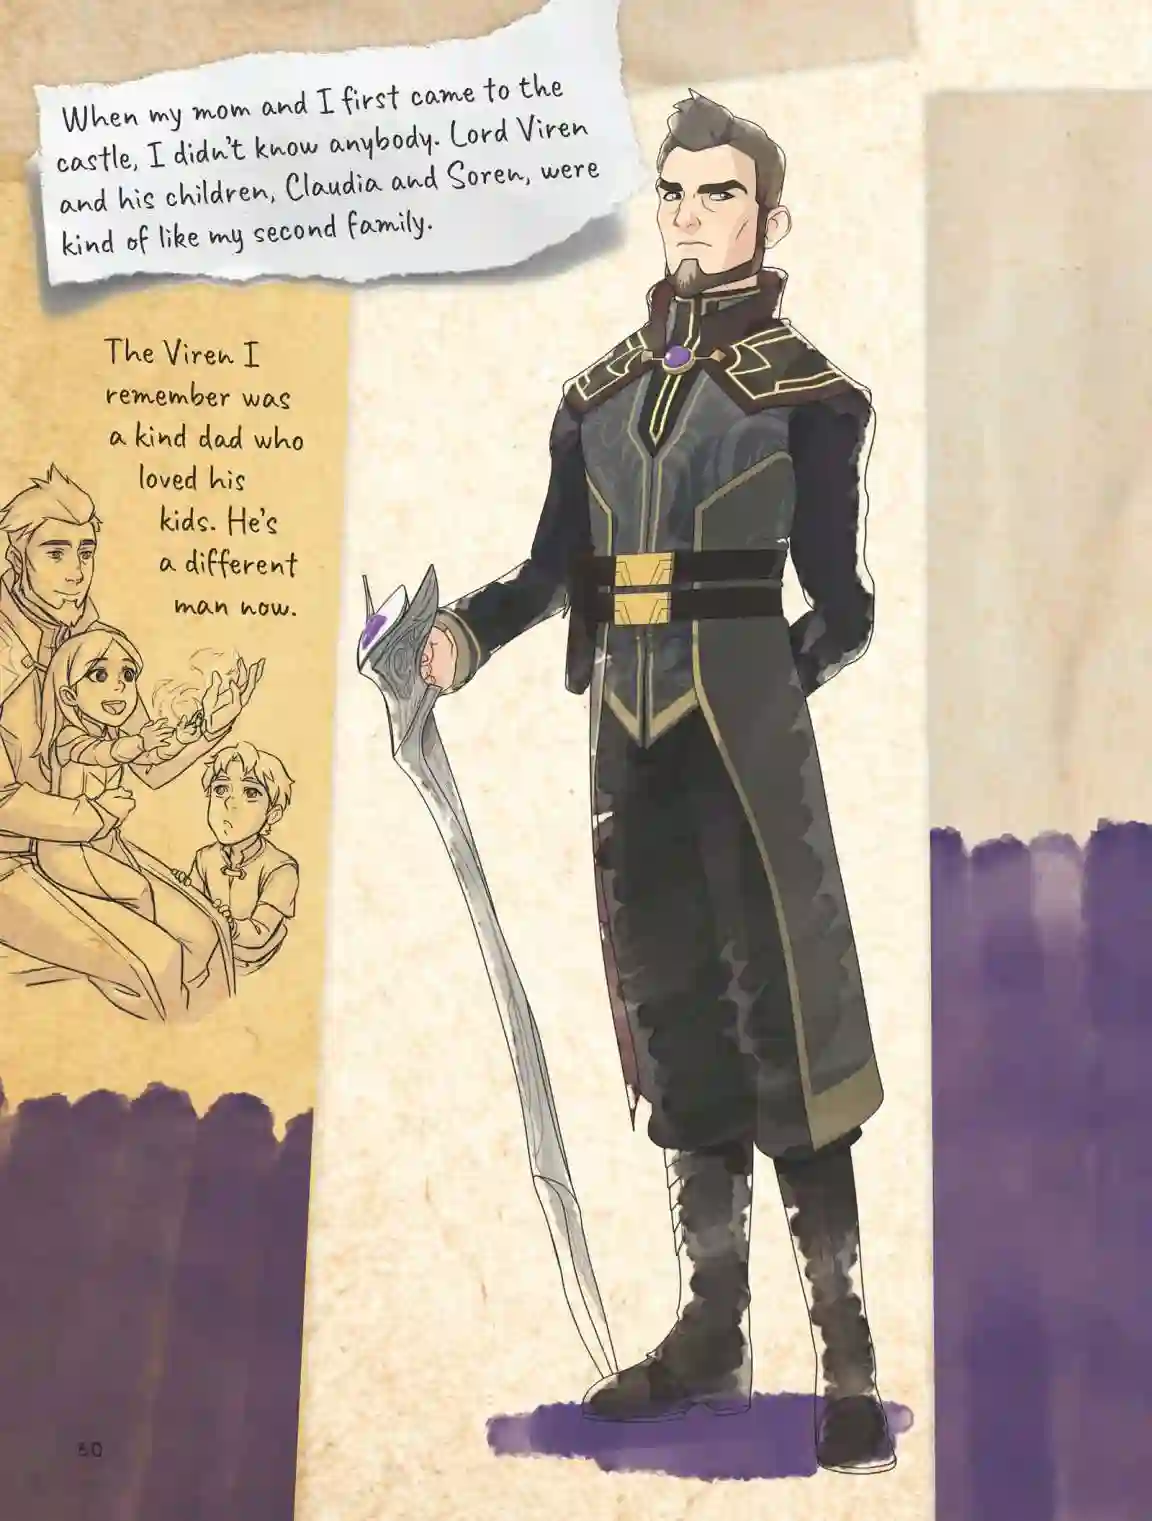 When my mom and I first came to the
castle, I didn't know anybody. Lord Viren
and his children, Claudia and Soren, were
kind of like my second family.
The Viren I
remember was
a kind dad who
loved his
kids. He's
a different
man now.
30